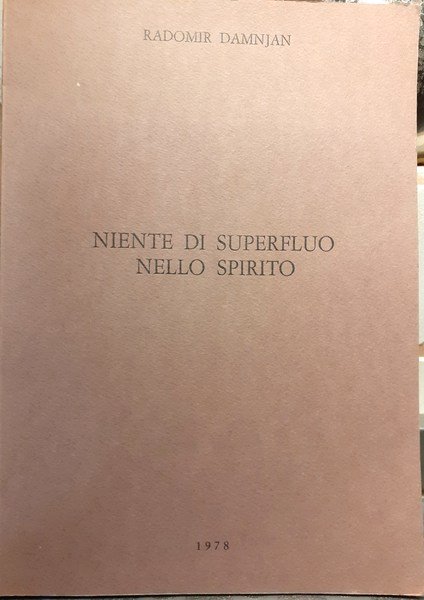 RADOMIR DAMNJAN
NIENTE DI SUPERFLUO
NELLO SPIRITO
1978